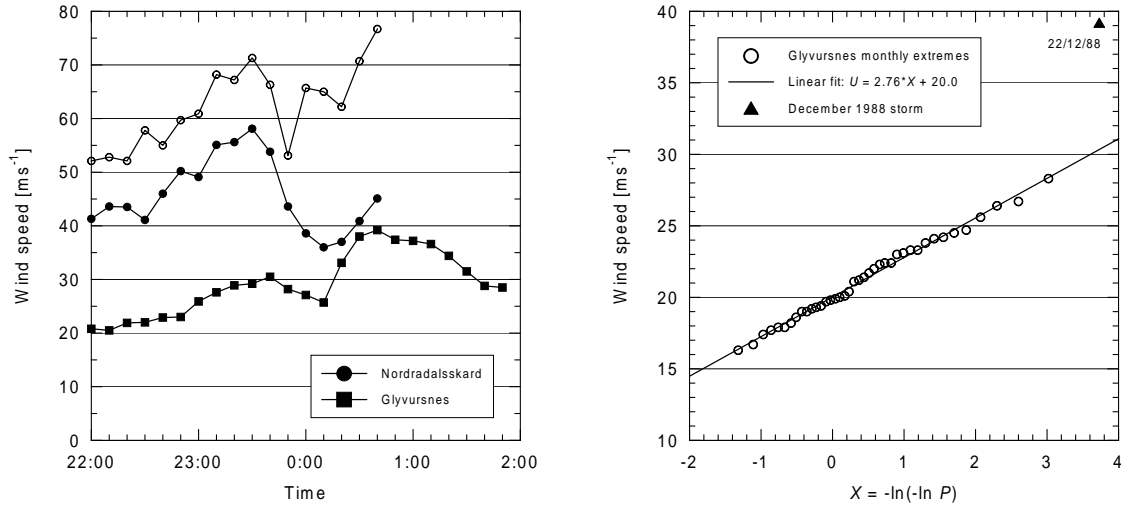 80
70
60
50
40
30
20
10
0
Wind speed [ms⁻¹]
22:00 23:00 0:00 1:00 2:00
Time
Nordradalsskard
Glyvursnes
40
35
30
25
20
15
10
Wind speed [ms⁻¹]
-2 -1 0 1 2 3 4
X = -ln(-ln P)
22/12/88
Glyvursnes monthly extremes
Linear fit: U = 2.76*X + 20.0
December 1988 storm